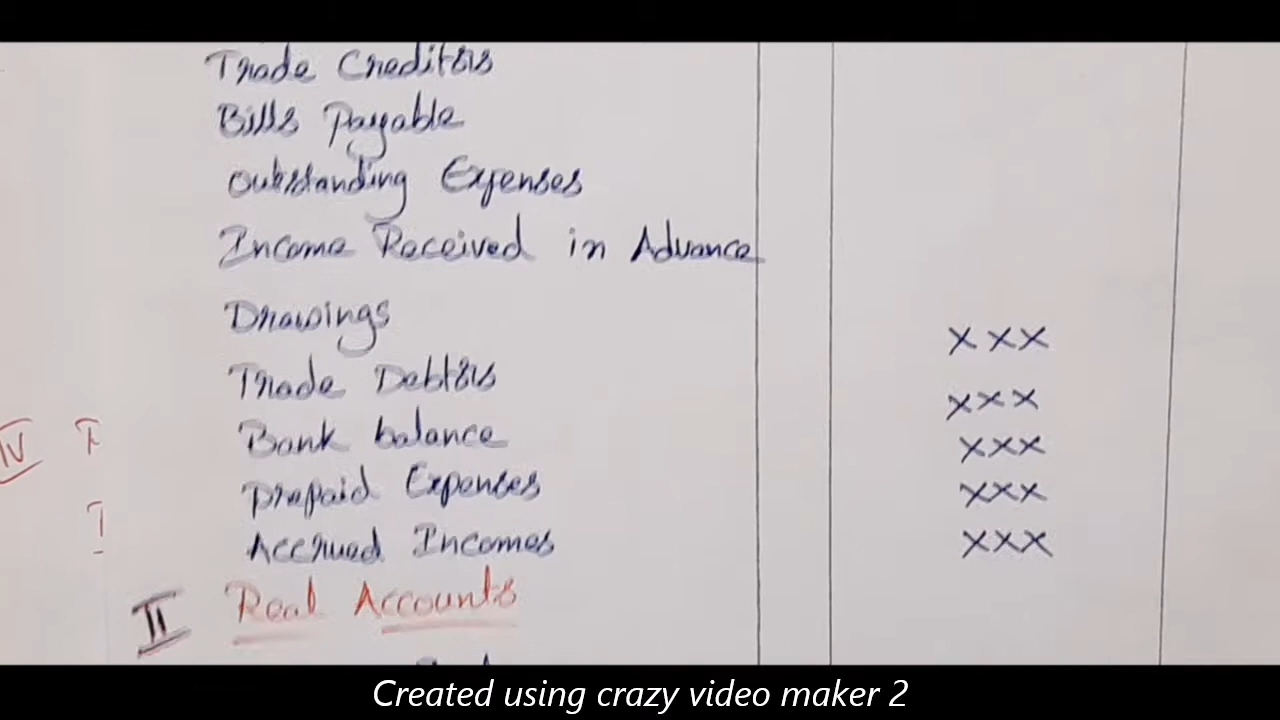 Trade Creditors
Bills Payable
Outstanding Expenses
Income Received in Advance
Drawings
xxx
Trade Debtors
xxx
Bank balance
xxx
Prepaid Expenses
xxx
Accrued Incomes
xxx
II Real Accounts
Created using crazy video maker 2